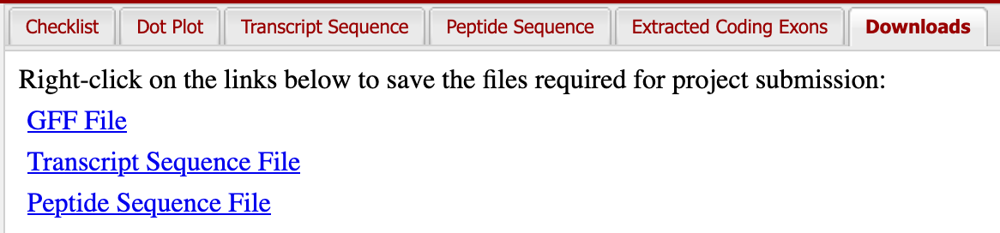 Checklist Dot Plot Transcript Sequence Peptide Sequence Extracted Coding Exons Downloads
Right-click on the links below to save the files required for project submission:
GFF File
Transcript Sequence File
Peptide Sequence File